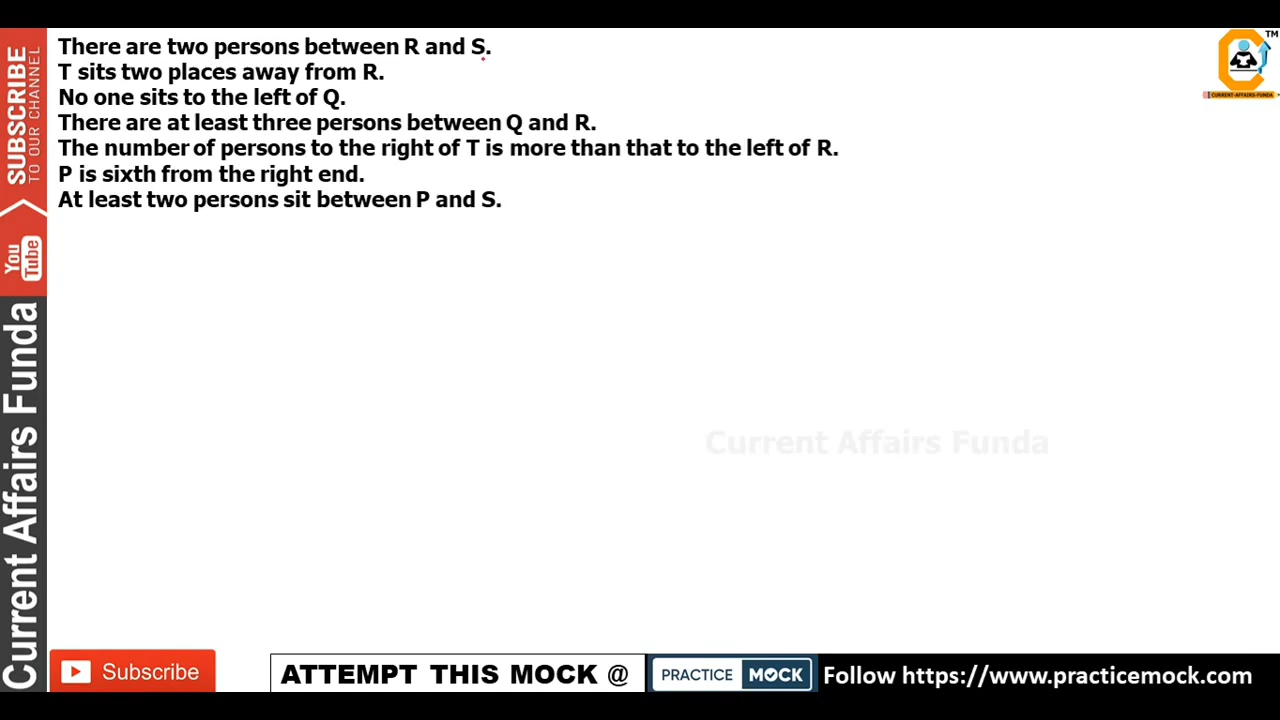 There are two persons between R and S.
T sits two places away from R.
No one sits to the left of Q.
There are at least three persons between Q and R.
The number of persons to the right of T is more than that to the left of R.
P is sixth from the right end.
At least two persons sit between P and S.
TM
CURRENT-AFFAIRS-FUNDA
SUBSCRIBE
TO OUR CHANNEL
You
Tube
Current Affairs Funda
Current Affairs Funda
Subscribe
ATTEMPT THIS MOCK @
PRACTICE MOCK
Follow https://www.practicemock.com